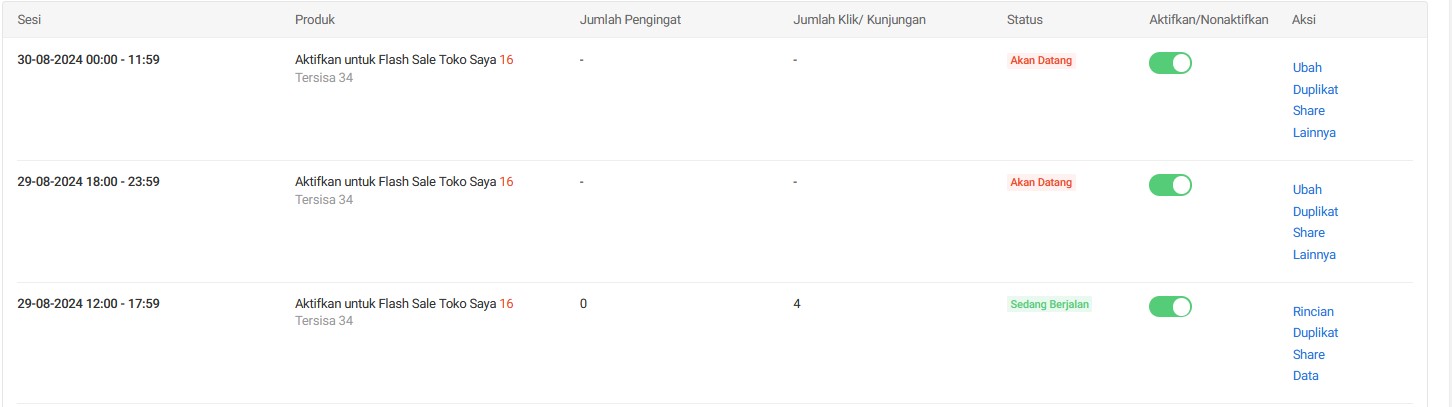 Sesi Produk Jumlah Pengingat Jumlah Klik/ Kunjungan Status Aktifkan/Nonaktifkan Aksi
30-08-2024 00:00 - 11:59 Aktifkan untuk Flash Sale Toko Saya 16 - - Akan Datang
Tersisa 34
Ubah
Duplikat
Share
Lainnya
29-08-2024 18:00 - 23:59 Aktifkan untuk Flash Sale Toko Saya 16 - - Akan Datang
Tersisa 34
Ubah
Duplikat
Share
Lainnya
29-08-2024 12:00 - 17:59 Aktifkan untuk Flash Sale Toko Saya 16 0 4 Sedang Berjalan
Tersisa 34
Rincian
Duplikat
Share
Data